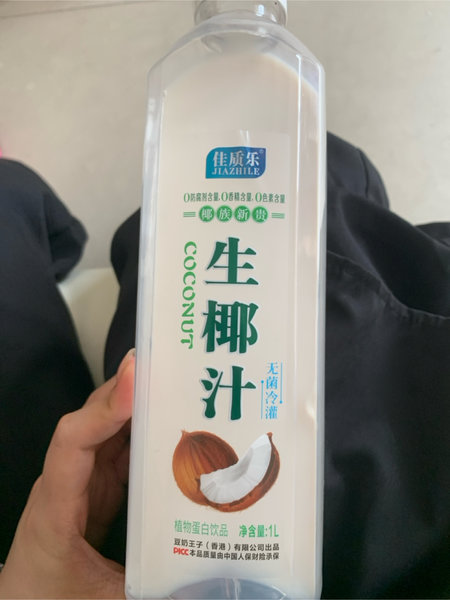 佳质乐®
JIAZHILE
0防腐剂含量,0香精含量,0色素含量
椰族新贵
生椰汁
COCONUT
无菌冷灌
植物蛋白饮品 净含量:1L
豆奶王子(香港)有限公司出品
PICC本品质量由中国人保财险承保